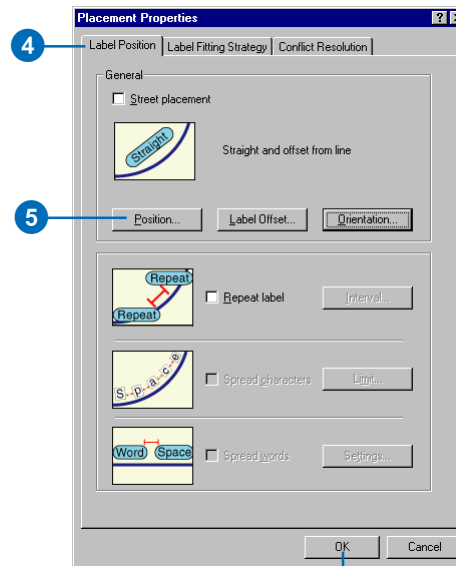 Placement Properties
4
Label Position Label Fitting Strategy Conflict Resolution
General
Street placement
Straight
Straight and offset from line
5
Position... Label Offset... Orientation...
Repeat
Repeat
Repeat label Interval...
S p a c e
Spread characters Limit...
Word Space
Spread words Settings...
OK Cancel